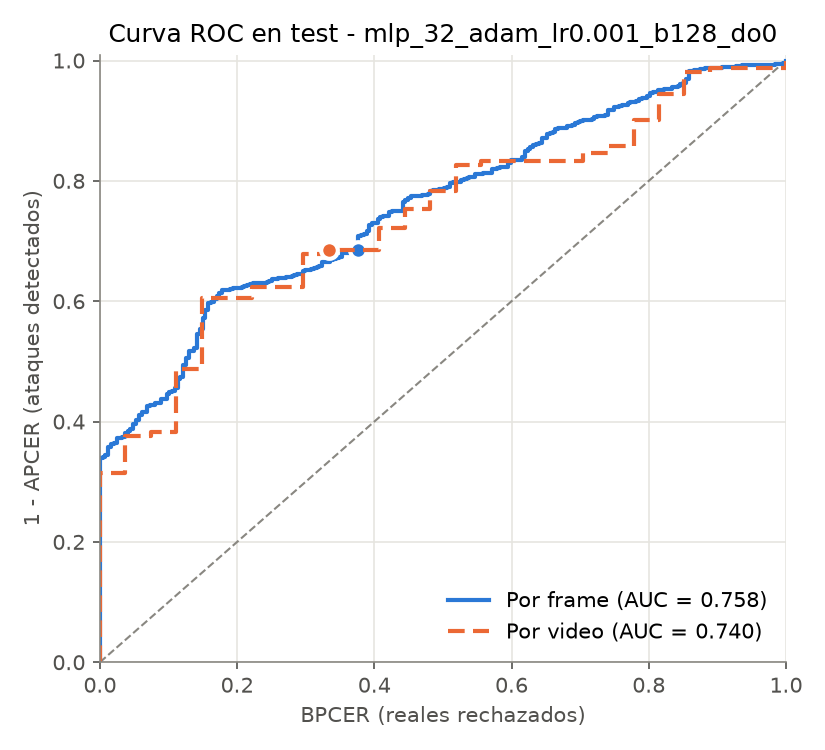 Curva ROC en test - mlp_32_adam_lr0.001_b128_do0
1 - APCER (ataques detectados)
1.0
0.8
0.6
0.4
0.2
0.0
Por frame (AUC = 0.758)
Por video (AUC = 0.740)
0.0 0.2 0.4 0.6 0.8 1.0
BPCER (reales rechazados)